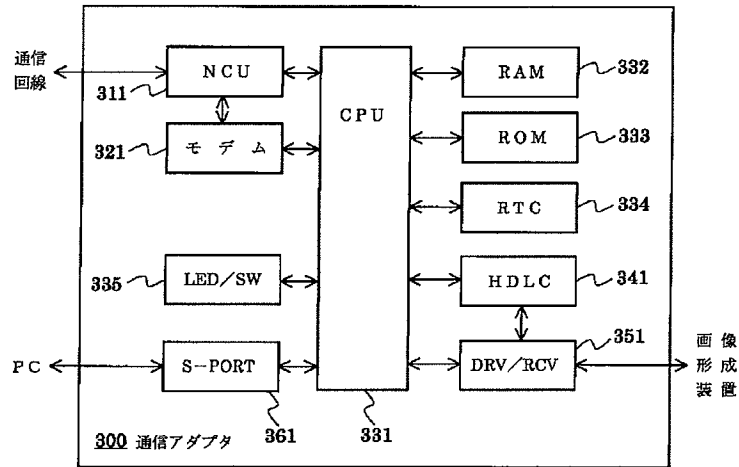 通信
回線
NCU
311
CPU
RAM
332
モデム
321
ROM
333
RTC
334
LED/SW
335
HDLC
341
351
PC
S-PORT
361
331
DRV/RCV
画像
形成
装置
300 通信アダプタ